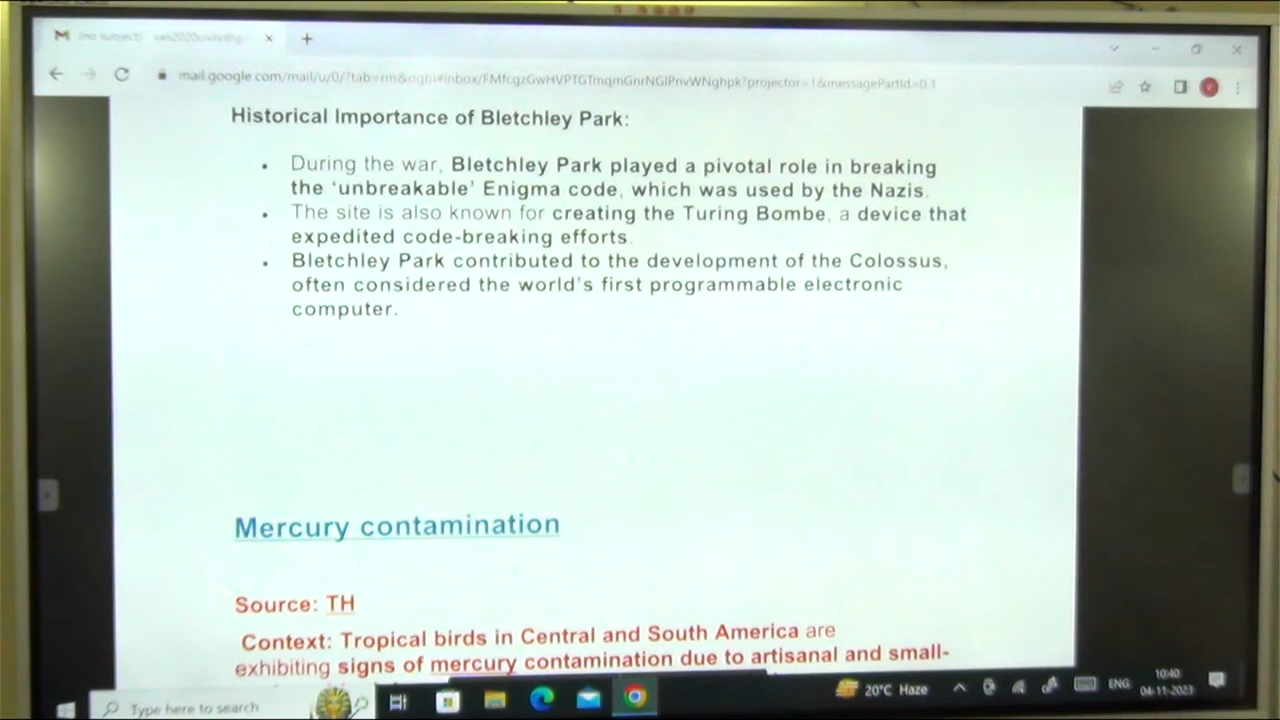 (no subject) -
mail.google.com/mail/u/0/?tab=rm&ogbl#inbox/FMfcgzGwHVPTGTmqmGnrNGlPnvWNghpk?projector=1&messagePartId=0.1
Historical Importance of Bletchley Park:
• During the war, Bletchley Park played a pivotal role in breaking
the ‘unbreakable’ Enigma code, which was used by the Nazis.
• The site is also known for creating the Turing Bombe, a device that
expedited code-breaking efforts.
• Bletchley Park contributed to the development of the Colossus,
often considered the world’s first programmable electronic
computer.
Mercury contamination
Source: TH
Context: Tropical birds in Central and South America are
exhibiting signs of mercury contamination due to artisanal and small-
Type here to search
20°C Haze
ENG
10:40
04-11-2023